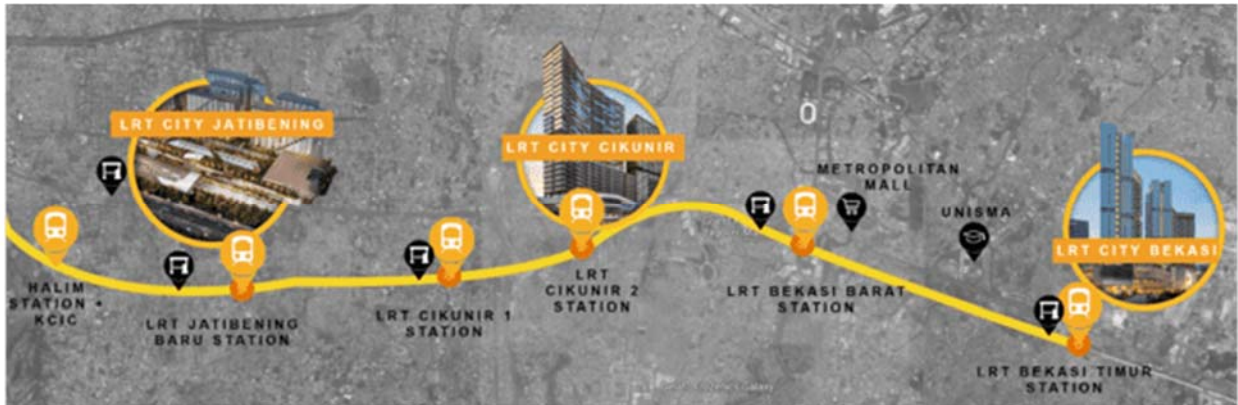 LRT CITY JATIBENING
LRT CITY CIKUNIR
METROPOLITAN
MALL
UNISMA
LRT CITY BEKASI
HALIM
STATION +
KCIC
LRT JATIBENING
BARU STATION
LRT CIKUNIR 1
STATION
LRT
CIKUNIR 2
STATION
LRT BEKASI BARAT
STATION
LRT BEKASI TIMUR
STATION